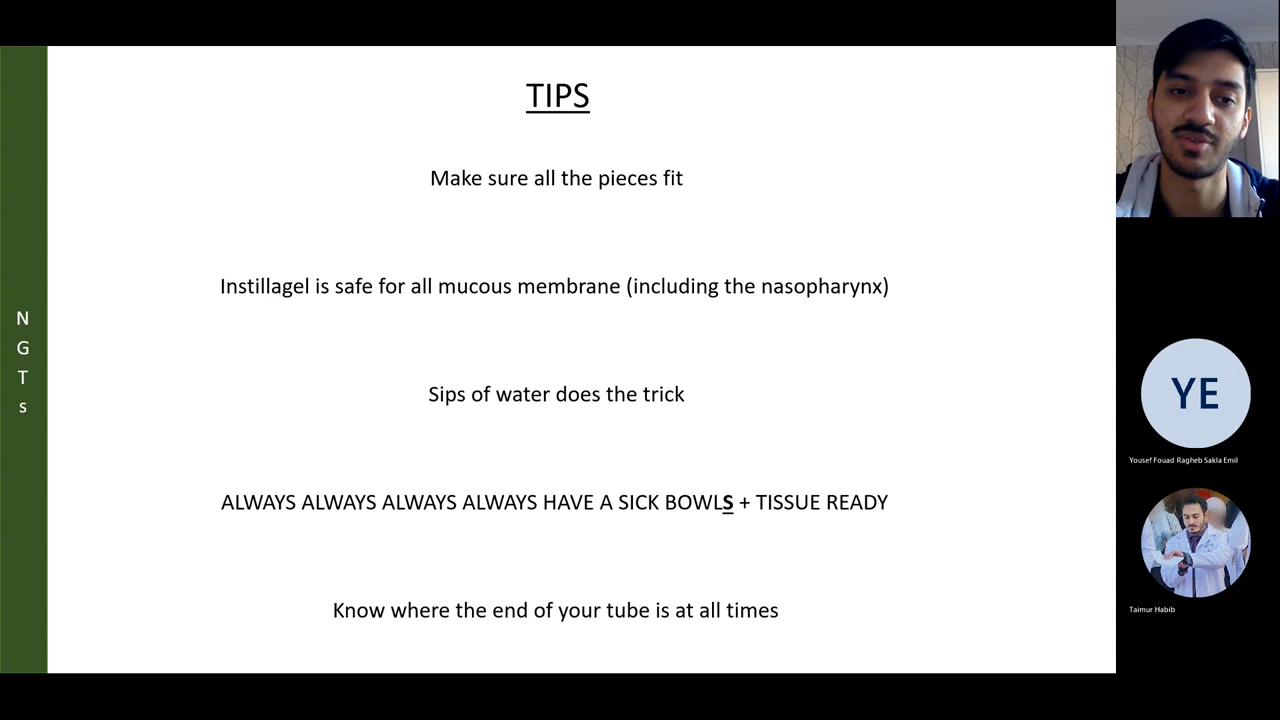 TIPS
Make sure all the pieces fit
Instillagel is safe for all mucous membrane (including the nasopharynx)
Sips of water does the trick
ALWAYS ALWAYS ALWAYS ALWAYS HAVE A SICK BOWLS + TISSUE READY
Know where the end of your tube is at all times
N
G
T
s
YE
Yousef Fouad Ragheb Sakla Emil
Taimur Habib